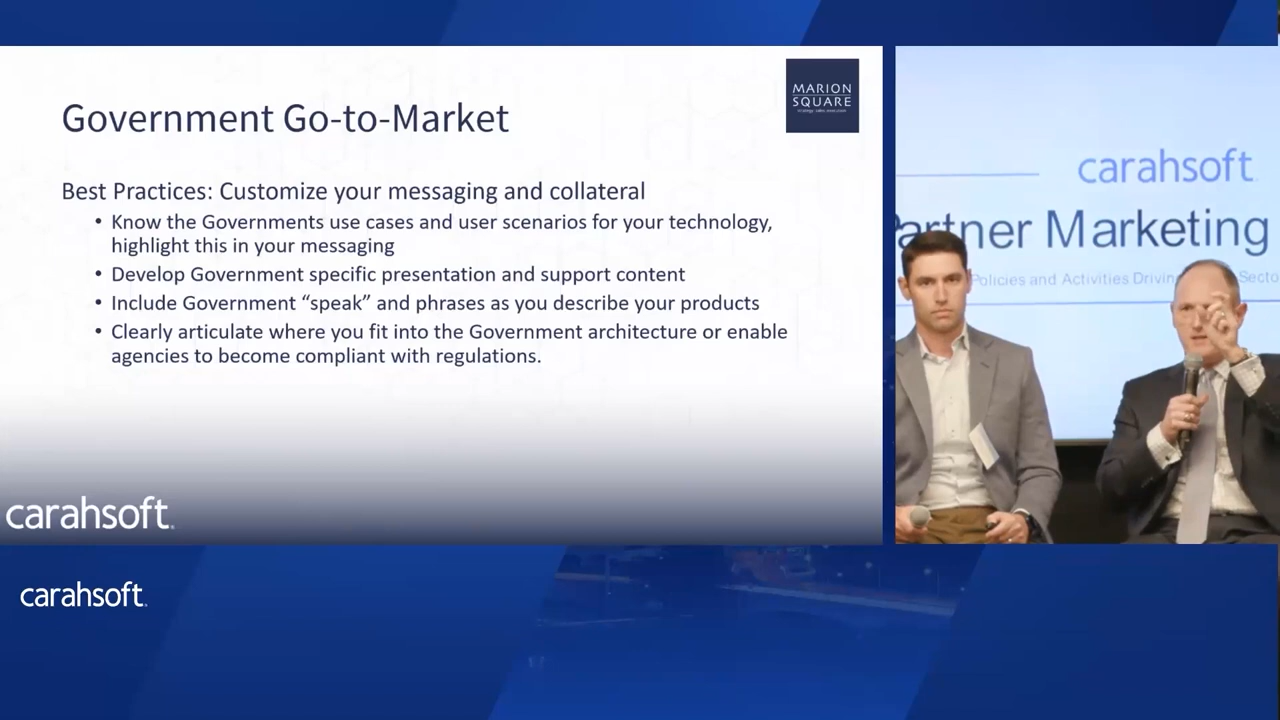 Government Go-to-Market
MARION
SQUARE
Best Practices: Customize your messaging and collateral
• Know the Governments use cases and user scenarios for your technology,
highlight this in your messaging
• Develop Government specific presentation and support content
• Include Government “speak” and phrases as you describe your products
• Clearly articulate where you fit into the Government architecture or enable
agencies to become compliant with regulations.
carahsoft.
carahsoft.
carahsoft
Partner Marketing
Policies and Activities Driving Secto